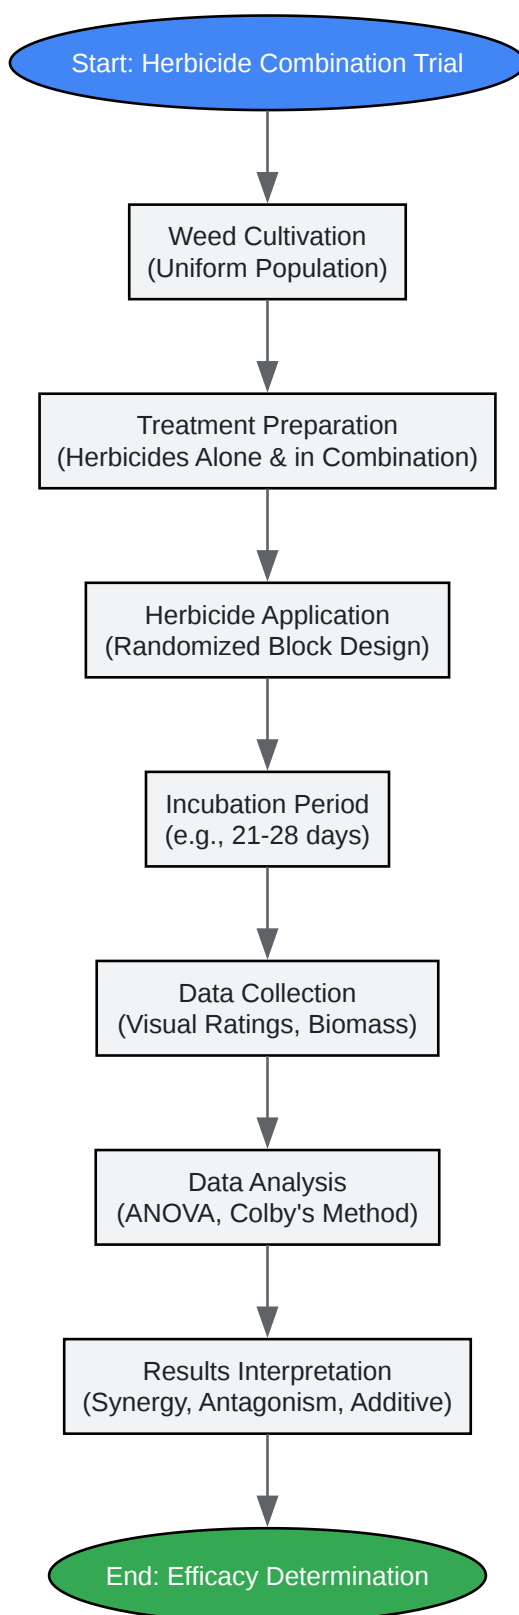 Start: Herbicide Combination Trial
Weed Cultivation
(Uniform Population)
Treatment Preparation
(Herbicides Alone & in Combination)
Herbicide Application
(Randomized Block Design)
Incubation Period
(e.g., 21-28 days)
Data Collection
(Visual Ratings, Biomass)
Data Analysis
(ANOVA, Colby's Method)
Results Interpretation
(Synergy, Antagonism, Additive)
End: Efficacy Determination